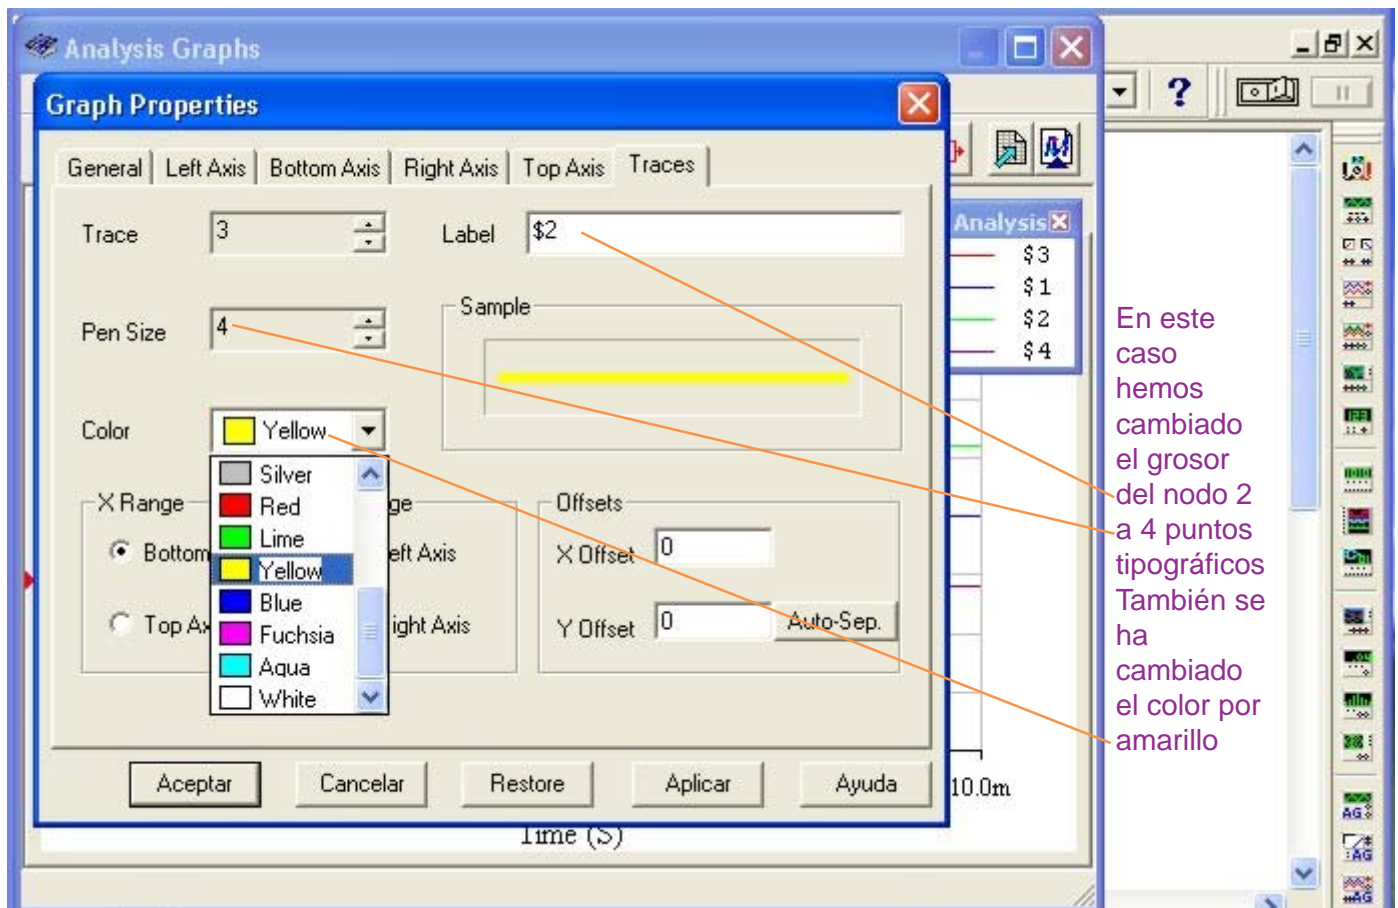 Analysis Graphs
Graph Properties
General
Left Axis
Bottom Axis
Right Axis
Top Axis
Traces
Trace
3
Label
$2
Pen Size
4
Sample
Color
Yellow
Silver
Red
Lime
Yellow
Blue
Fuchsia
Aqua
White
X Range
ge
Bottom
eft Axis
Top Ax
ight Axis
Offsets
X Offset
0
Y Offset
0
Auto-Sep.
Aceptar
Cancelar
Restore
Aplicar
Ayuda
Analysis
$3
$1
$2
$4
10.0m
Time (S)
?
En este
caso
hemos
cambiado
el grosor
del nodo 2
a 4 puntos
tipográficos
También se
ha
cambiado
el color por
amarillo
AG
AG
AG